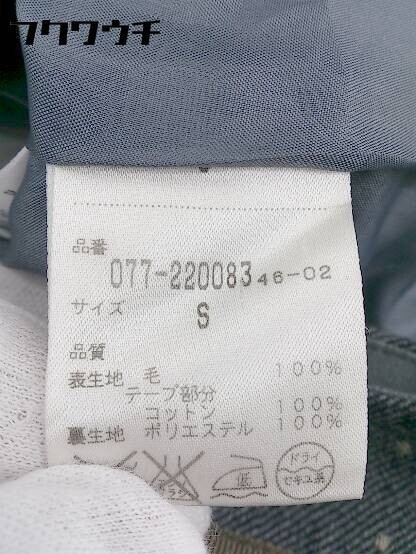 フクワウチ
品番
077-220083 46-02
サイズ S
品質
表生地 毛 100%
テープ部分
コットン 100%
裏生地 ポリエステル 100%
低
ドライ
セキユ系